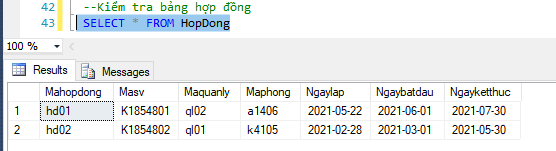 42 --Kiểm tra bảng hợp đồng
43 SELECT * FROM HopDong
100 %
Results Messages
Mahopdong Masv Maquanly Maphong Ngaylap Ngaybatdau Ngayketthuc
1 hd01 K1854801 ql02 a1406 2021-05-22 2021-06-01 2021-07-30
2 hd02 K1854802 ql01 k4105 2021-02-28 2021-03-01 2021-05-30